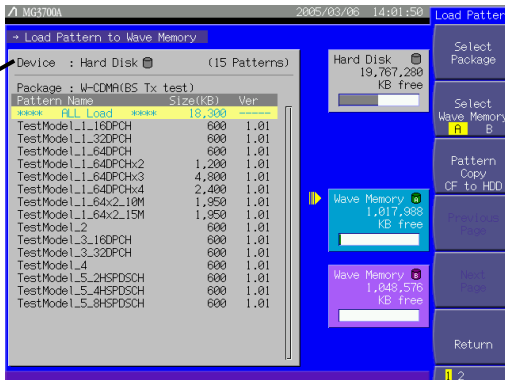 MG3700A 2005/03/06 14:01:50 Load Patter
→ Load Pattern to Wave Memory
Device : Hard Disk (15 Patterns)
Package : W-CDMA(BS Tx test)
Pattern Name Size(KB) Ver
**** ALL Load **** 18,300 -----
TestModel_1_16DPCH 600 1.01
TestModel_1_32DPCH 600 1.01
TestModel_1_64DPCH 600 1.01
TestModel_1_64DPCHx2 1,200 1.01
TestModel_1_64DPCHx3 4,800 1.01
TestModel_1_64DPCHx4 2,400 1.01
TestModel_1_64x2_10M 1,950 1.01
TestModel_1_64x2_15M 1,950 1.01
TestModel_2 600 1.01
TestModel_3_16DPCH 600 1.01
TestModel_3_32DPCH 600 1.01
TestModel_4 600 1.01
TestModel_5_2HSPDSCH 600 1.01
TestModel_5_4HSPDSCH 600 1.01
TestModel_5_8HSPDSCH 600 1.01
Hard Disk
19,767,280
KB free
Wave Memory A
1,017,988
KB free
Wave Memory B
1,048,576
KB free
Select
Package
Select
Wave Memory
A B
Pattern
Copy
CF to HDD
Previous
Page
Next
Page
Return
1 2